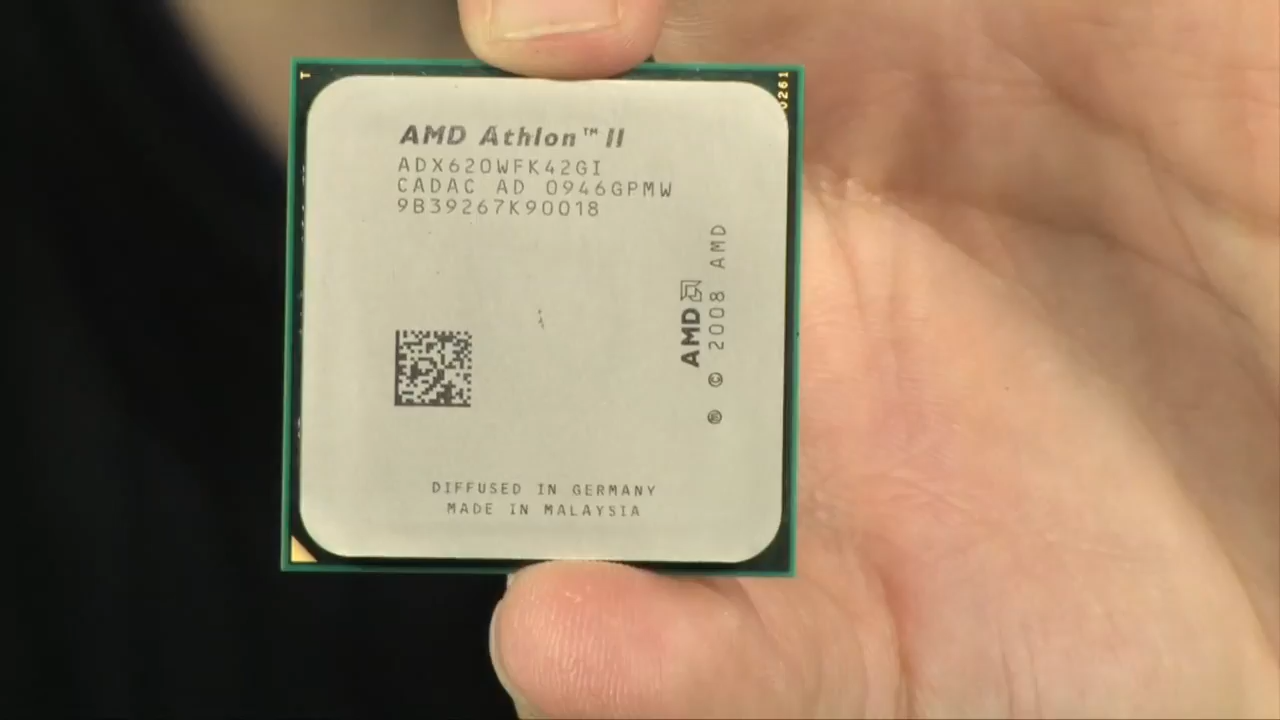 T
AMD Athlon™ II
ADX620WFK42GI
CADAC AD 0946GPMW
9B39267K90018
AMD
® © 2008 AMD
DIFFUSED IN GERMANY
MADE IN MALAYSIA